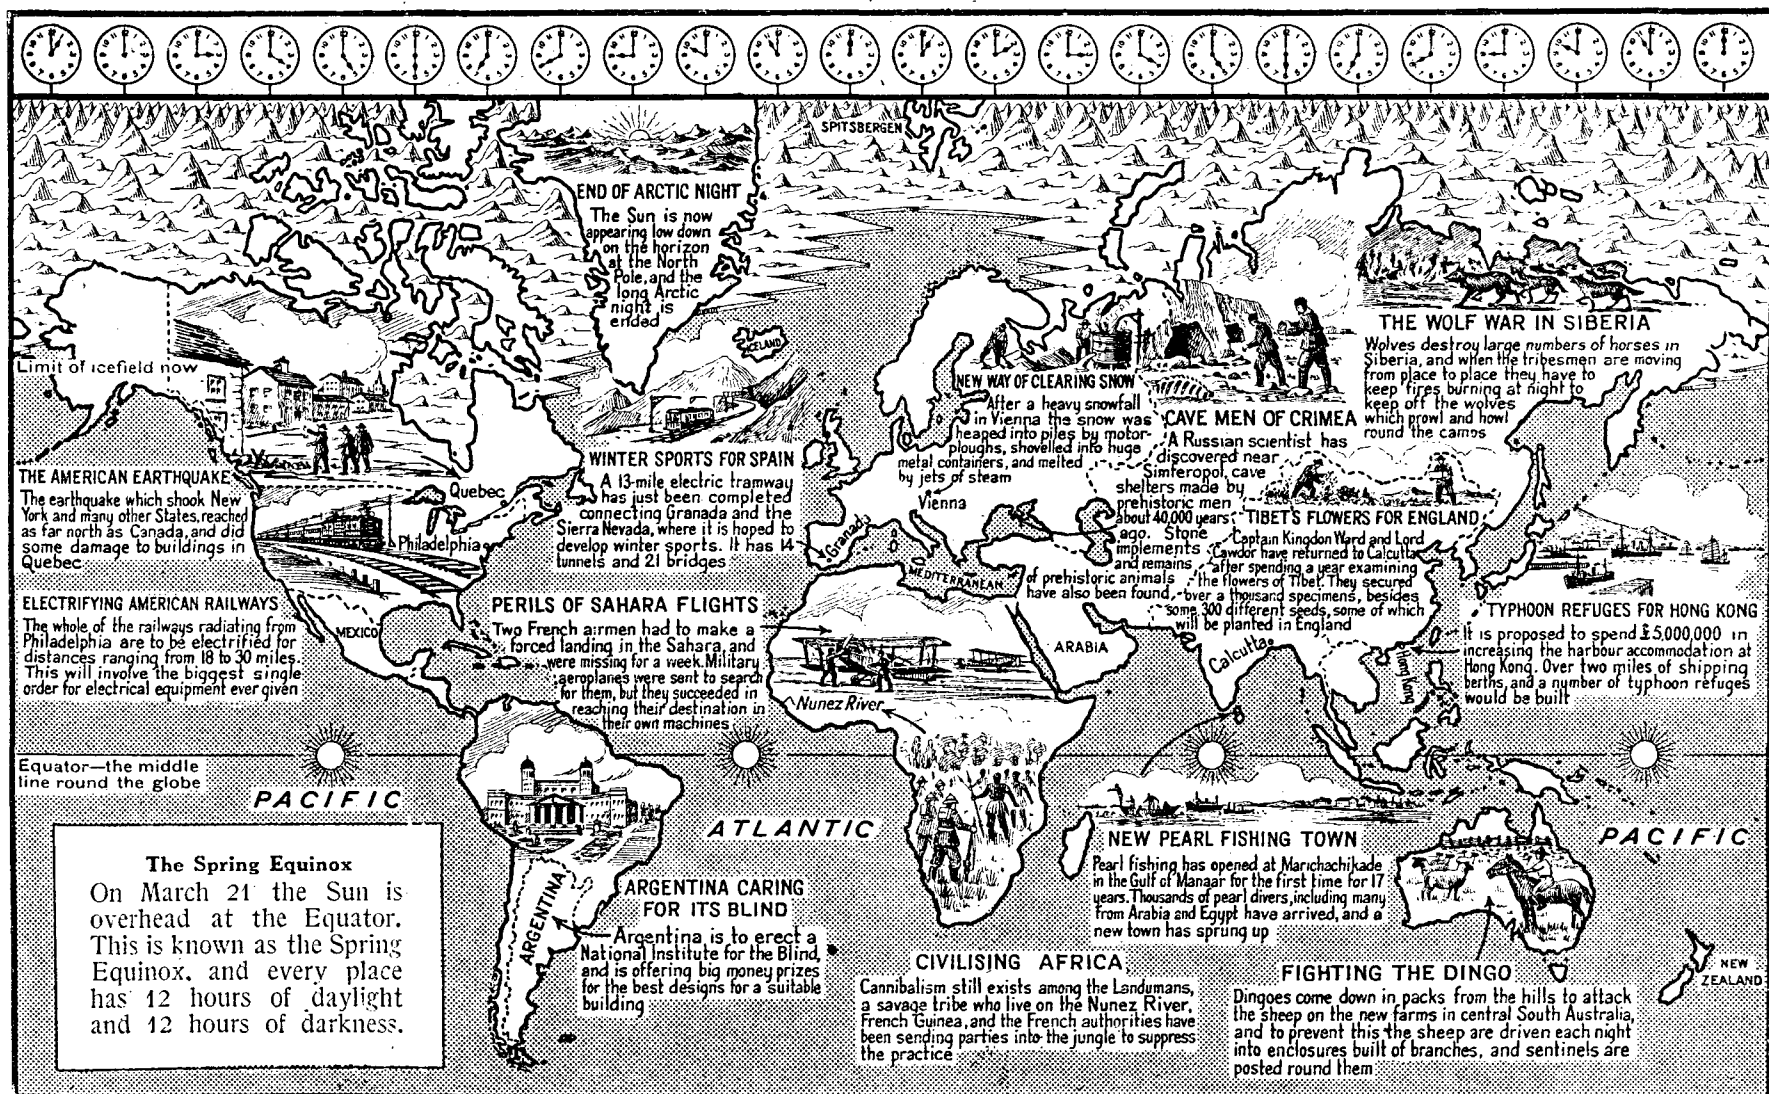 SPITSBERGEN
END OF ARCTIC NIGHT
The Sun is now
appearing low down
on the horizon
at the North
Pole, and the
long Arctic
night is
ended
ICELAND
Limit of icefield now
THE WOLF WAR IN SIBERIA
Wolves destroy large numbers of horses in
Siberia, and when the tribesmen are moving
from place to place they have to
keep fires burning at night to
keep off the wolves
which prowl and howl
round the camps
NEW WAY OF CLEARING SNOW
After a heavy snowfall
in Vienna the snow was
heaped into piles by motor-
ploughs, shovelled into huge
metal containers, and melted
by jets of steam
Vienna
CAVE MEN OF CRIMEA
A Russian scientist has
discovered near
Simferopol, cave
shelters made by
prehistoric men
about 40,000 years
ago. Stone
implements
and remains
of prehistoric animals
have also been found
THE AMERICAN EARTHQUAKE
The earthquake which shook New
York and many other States, reached
as far north as Canada, and did
some damage to buildings in
Quebec
Quebec
Philadelphia
WINTER SPORTS FOR SPAIN
A 13-mile electric tramway
has just been completed
connecting Granada and the
Sierra Nevada, where it is hoped to
develop winter sports. It has 14
tunnels and 21 bridges
Granada
MEDITERRANEAN
TIBET'S FLOWERS FOR ENGLAND
Captain Kingdon Ward and Lord
Cawdor have returned to Calcutta
after spending a year examining
the flowers of Tibet. They secured
over a thousand specimens, besides
some 300 different seeds, some of which
will be planted in England
ELECTRIFYING AMERICAN RAILWAYS
The whole of the railways radiating from
Philadelphia are to be electrified for
distances ranging from 18 to 30 miles.
This will involve the biggest single
order for electrical equipment ever given
MEXICO
PERILS OF SAHARA FLIGHTS
Two French airmen had to make a
forced landing in the Sahara, and
were missing for a week. Military
aeroplanes were sent to search
for them, but they succeeded in
reaching their destination in
their own machines
ARABIA
Calcutta
Hong Kong
TYPHOON REFUGES FOR HONG KONG
It is proposed to spend £5,000,000 in
increasing the harbour accommodation at
Hong Kong. Over two miles of shipping
berths, and a number of typhoon refuges
would be built
Nunez River
Equator—the middle
line round the globe
PACIFIC
ATLANTIC
PACIFIC
The Spring Equinox
On March 21 the Sun is
overhead at the Equator.
This is known as the Spring
Equinox, and every place
has 12 hours of daylight
and 12 hours of darkness.
ARGENTINA
ARGENTINA CARING
FOR ITS BLIND
Argentina is to erect a
National Institute for the Blind,
and is offering big money prizes
for the best designs for a suitable
building
CIVILISING AFRICA
Cannibalism still exists among the Landumans,
a savage tribe who live on the Nunez River,
French Guinea, and the French authorities have
been sending parties into the jungle to suppress
the practice
NEW PEARL FISHING TOWN
Pearl fishing has opened at Marichachikade
in the Gulf of Manaar for the first time for 17
years. Thousands of pearl divers, including many
from Arabia and Egypt have arrived, and a
new town has sprung up
FIGHTING THE DINGO
Dingoes come down in packs from the hills to attack
the sheep on the new farms in central South Australia,
and to prevent this the sheep are driven each night
into enclosures built of branches, and sentinels are
posted round them
NEW
ZEALAND